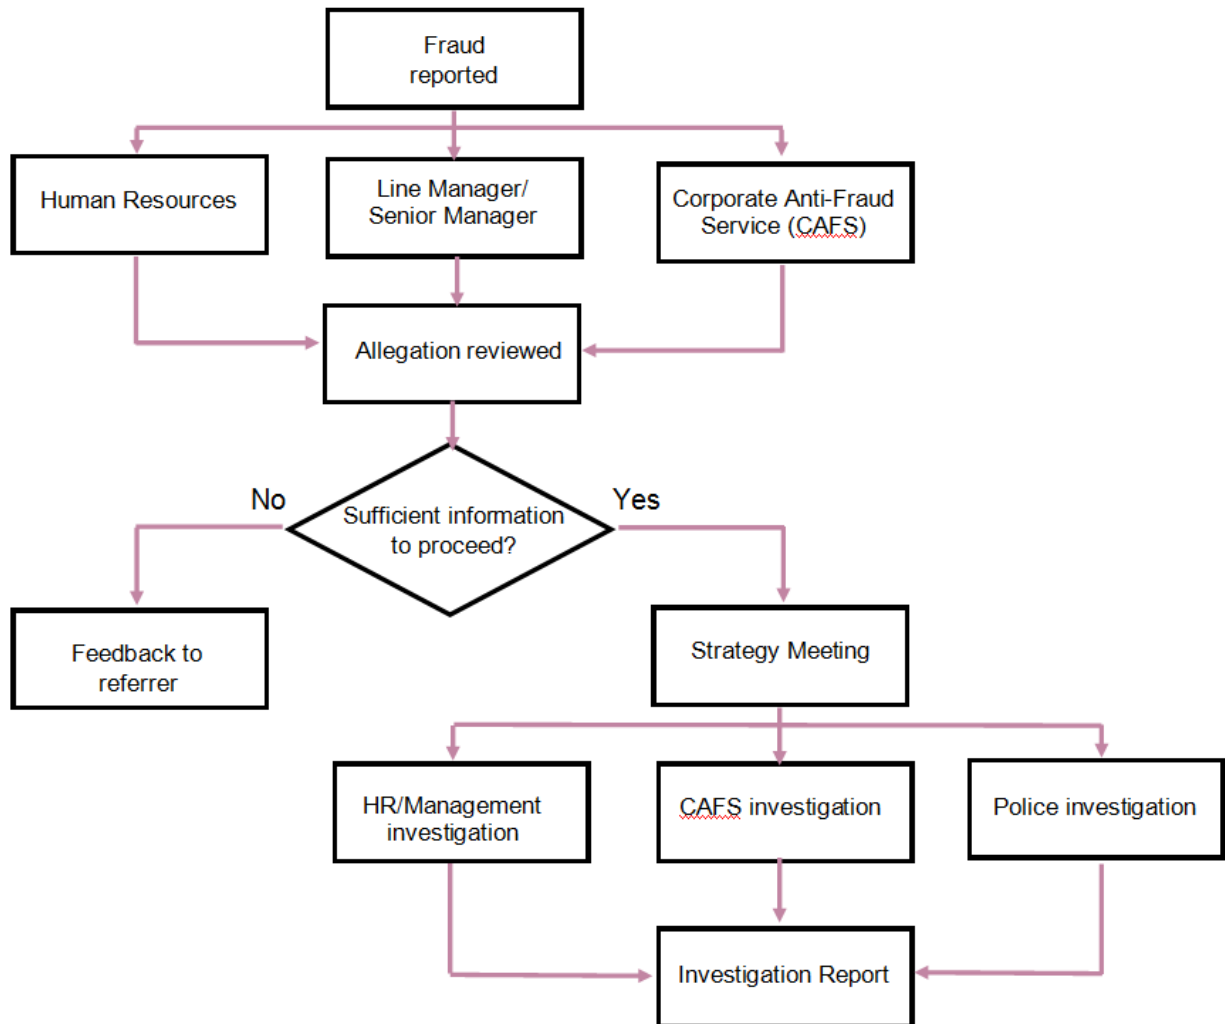 Fraud
reported
Human Resources
Line Manager/
Senior Manager
Corporate Anti-Fraud
Service (CAFS)
Allegation reviewed
No
Yes
Sufficient information
to proceed?
Feedback to
referrer
Strategy Meeting
HR/Management
investigation
CAFS investigation
Police investigation
Investigation Report